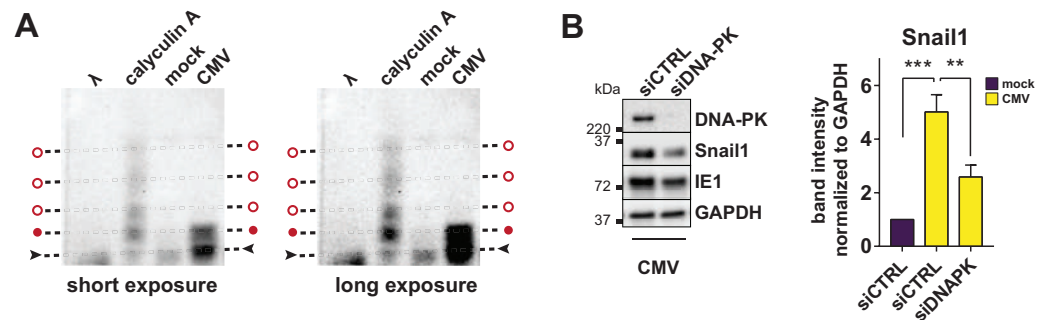 A
λ
calyculin A
mock
CMV
short exposure
λ
calyculin A
mock
CMV
long exposure
B
siCTRL
siDNA-PK
kDa
220
DNA-PK
37
Snail1
72
IE1
37
GAPDH
CMV
Snail1
band intensity
normalized to GAPDH
6
4
2
0
***
**
mock
CMV
siCTRL
siCTRL
siDNAPK